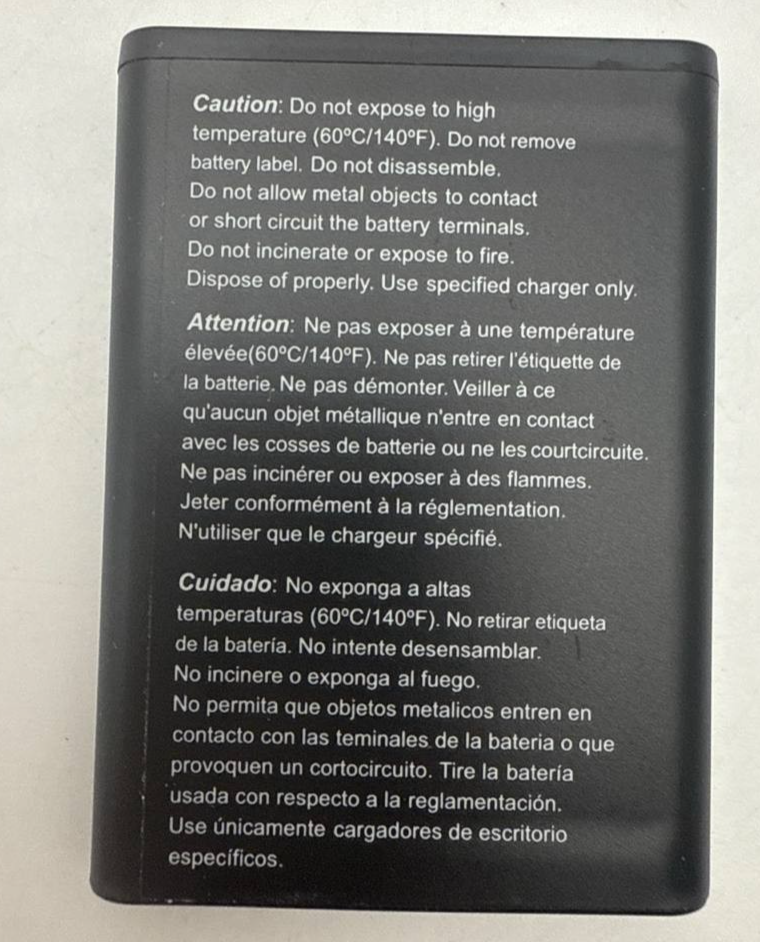 Caution: Do not expose to high
temperature (60ºC/140ºF). Do not remove
battery label. Do not disassemble.
Do not allow metal objects to contact
or short circuit the battery terminals.
Do not incinerate or expose to fire.
Dispose of properly. Use specified charger only.
Attention: Ne pas exposer à une température
élevée(60ºC/140ºF). Ne pas retirer l'étiquette de
la batterie. Ne pas démonter. Veiller à ce
qu'aucun objet métallique n'entre en contact
avec les cosses de batterie ou ne les courtcircuite.
Ne pas incinérer ou exposer à des flammes.
Jeter conformément à la réglementation.
N'utiliser que le chargeur spécifié.
Cuidado: No exponga a altas
temperaturas (60ºC/140ºF). No retirar etiqueta
de la batería. No intente desensamblar.
No incinere o exponga al fuego.
No permita que objetos metalicos entren en
contacto con las teminales de la bateria o que
provoquen un cortocircuito. Tire la batería
usada con respecto a la reglamentación.
Use únicamente cargadores de escritorio
específicos.